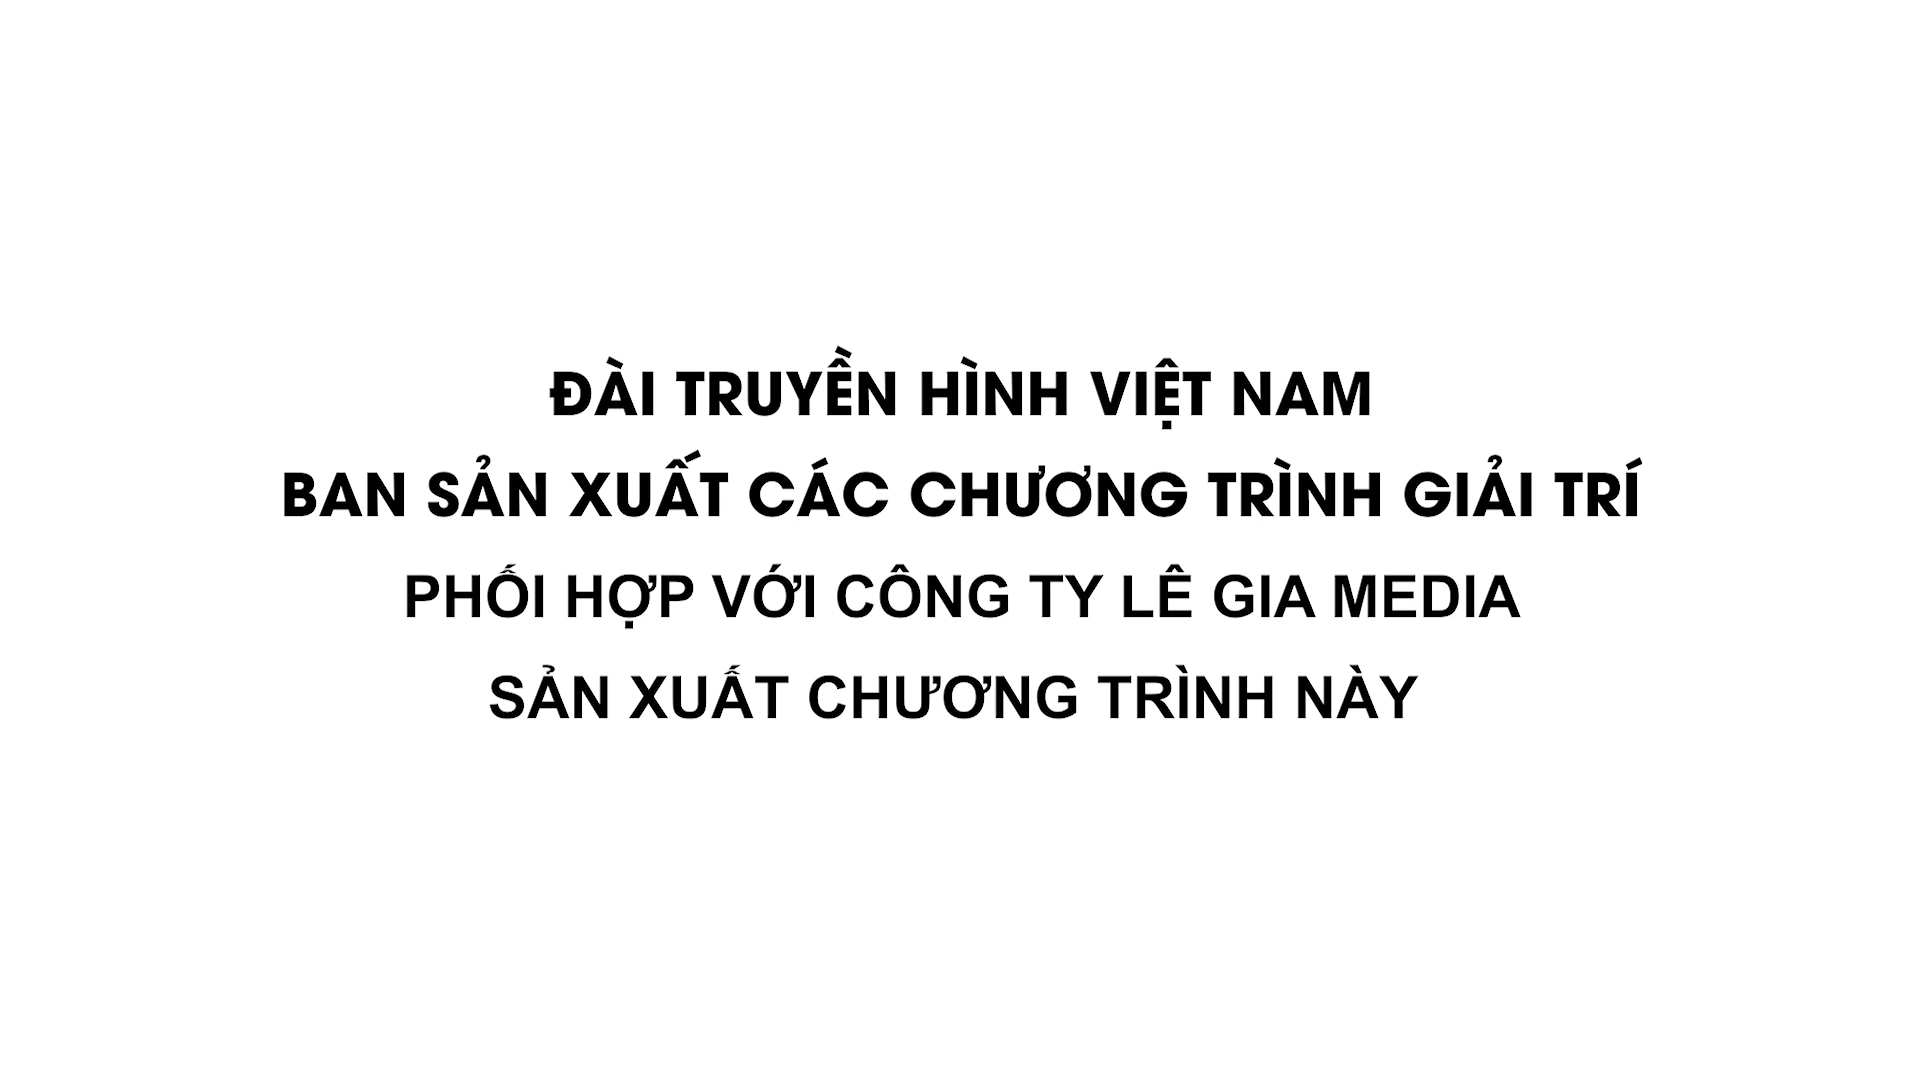 ĐÀI TRUYỀN HÌNH VIỆT NAM
BAN SẢN XUẤT CÁC CHƯƠNG TRÌNH GIẢI TRÍ
PHỐI HỢP VỚI CÔNG TY LÊ GIA MEDIA
SẢN XUẤT CHƯƠNG TRÌNH NÀY